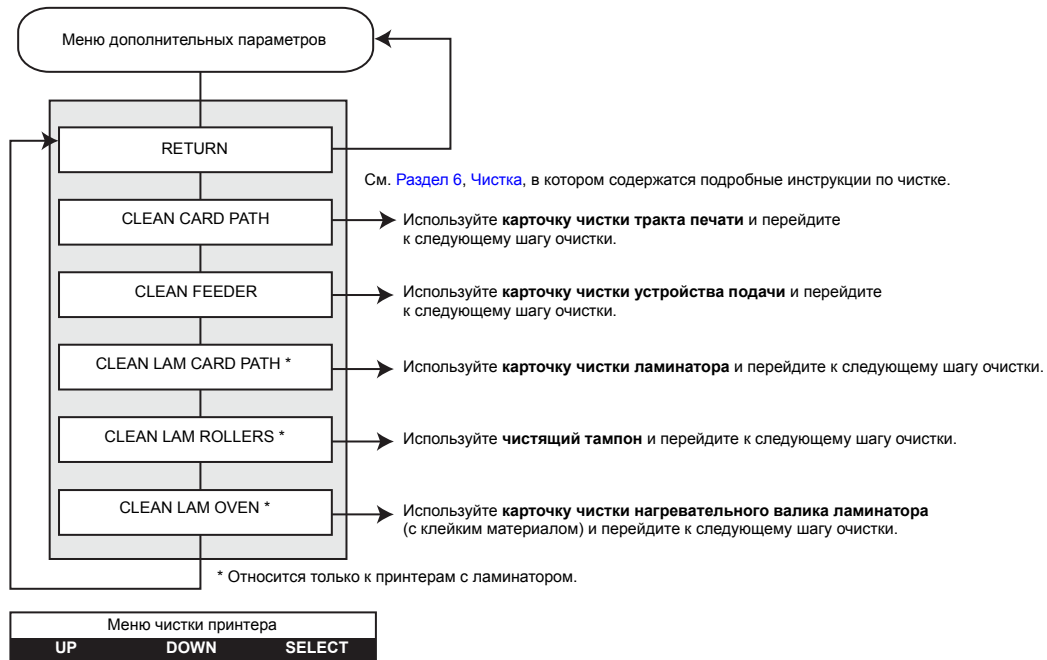 Меню дополнительных параметров
RETURN
См. Раздел 6, Чистка, в котором содержатся подробные инструкции по чистке.
CLEAN CARD PATH
Используйте карточку чистки тракта печати и перейдите
к следующему шагу очистки.
CLEAN FEEDER
Используйте карточку чистки устройства подачи и перейдите
к следующему шагу очистки.
CLEAN LAM CARD PATH *
Используйте карточку чистки ламинатора и перейдите к следующему шагу очистки.
CLEAN LAM ROLLERS *
Используйте чистящий тампон и перейдите к следующему шагу очистки.
CLEAN LAM OVEN *
Используйте карточку чистки нагревательного валика ламинатора
(с клейким материалом) и перейдите к следующему шагу очистки.
* Относится только к принтерам с ламинатором.
Меню чистки принтера
UP DOWN SELECT